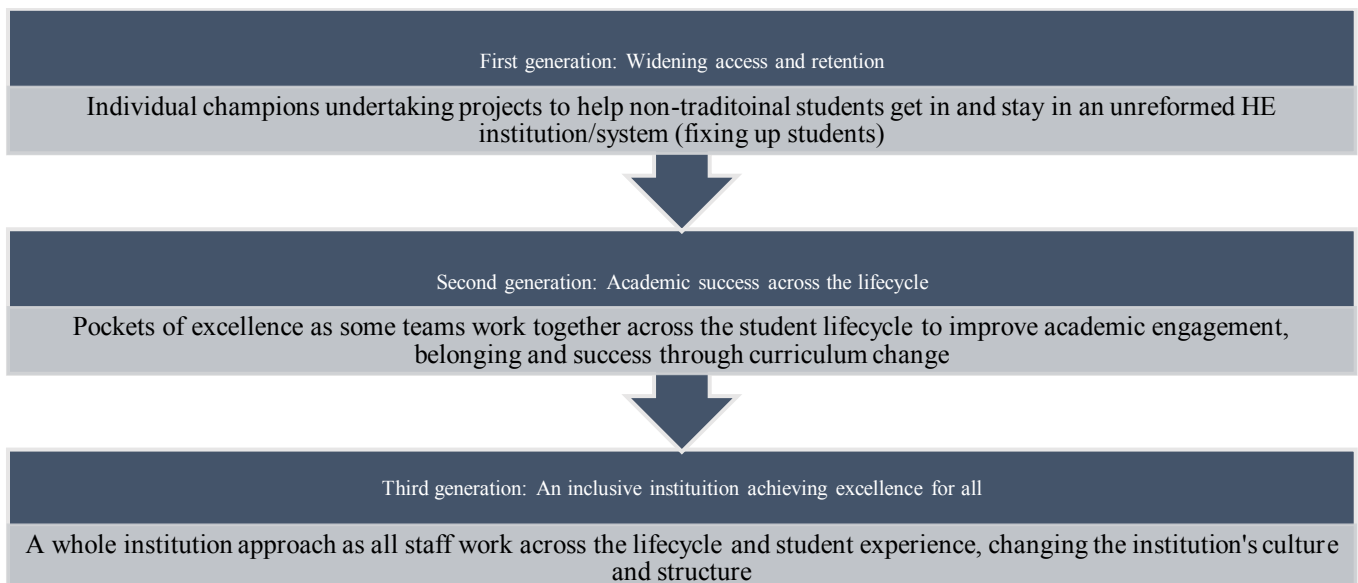 First generation: Widening access and retention
Individual champions undertaking projects to help non-traditoinal students get in and stay in an unreformed HE
institution/system (fixing up students)
Second generation: Academic success across the lifecycle
Pockets of excellence as some teams work together across the student lifecycle to improve academic engagement,
belonging and success through curriculum change
Third generation: An inclusive instituition achieving excellence for all
A whole institution approach as all staff work across the lifecycle and student experience, changing the institution's culture
and structure